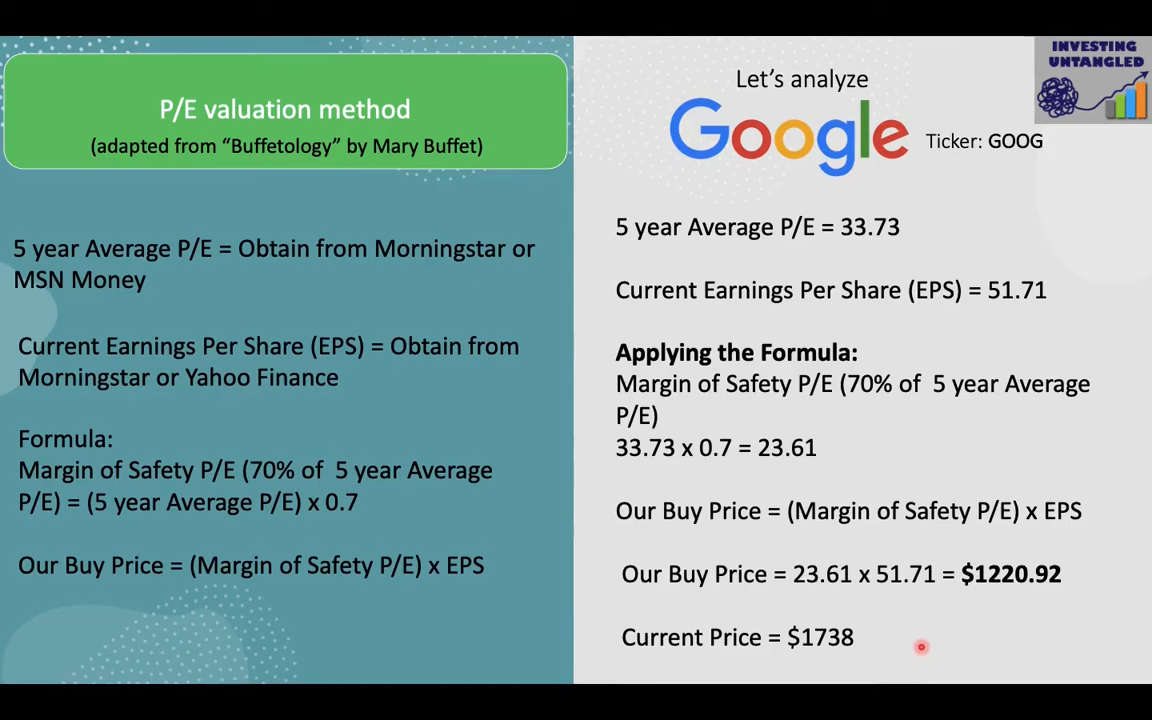 P/E valuation method
(adapted from “Buffetology” by Mary Buffet)
5 year Average P/E = Obtain from Morningstar or
MSN Money
Current Earnings Per Share (EPS) = Obtain from
Morningstar or Yahoo Finance
Formula:
Margin of Safety P/E (70% of 5 year Average
P/E) = (5 year Average P/E) x 0.7
Our Buy Price = (Margin of Safety P/E) x EPS
Let’s analyze
Google
Ticker: GOOG
INVESTING
UNTANGLED
5 year Average P/E = 33.73
Current Earnings Per Share (EPS) = 51.71
Applying the Formula:
Margin of Safety P/E (70% of 5 year Average
P/E)
33.73 x 0.7 = 23.61
Our Buy Price = (Margin of Safety P/E) x EPS
Our Buy Price = 23.61 x 51.71 = $1220.92
Current Price = $1738